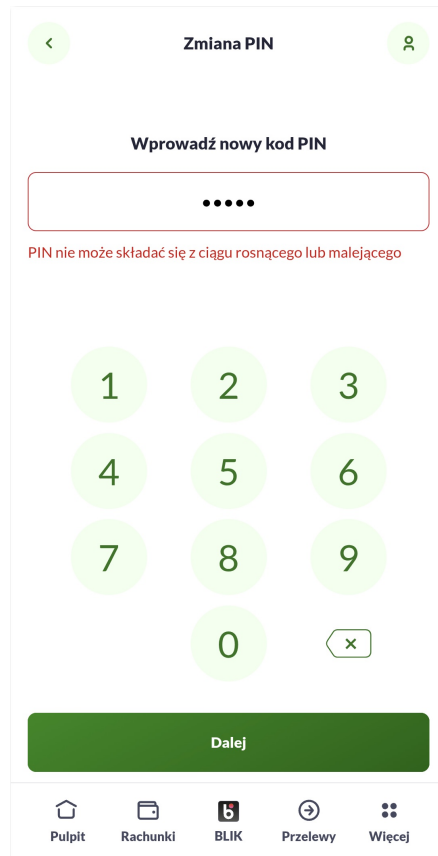 Zmiana PIN
Wprowadź nowy kod PIN
•••••
PIN nie może składać się z ciągu rosnącego lub malejącego
1 2 3
4 5 6
7 8 9
0
Dalej
Pulpit Rachunki BLIK Przelewy Więcej